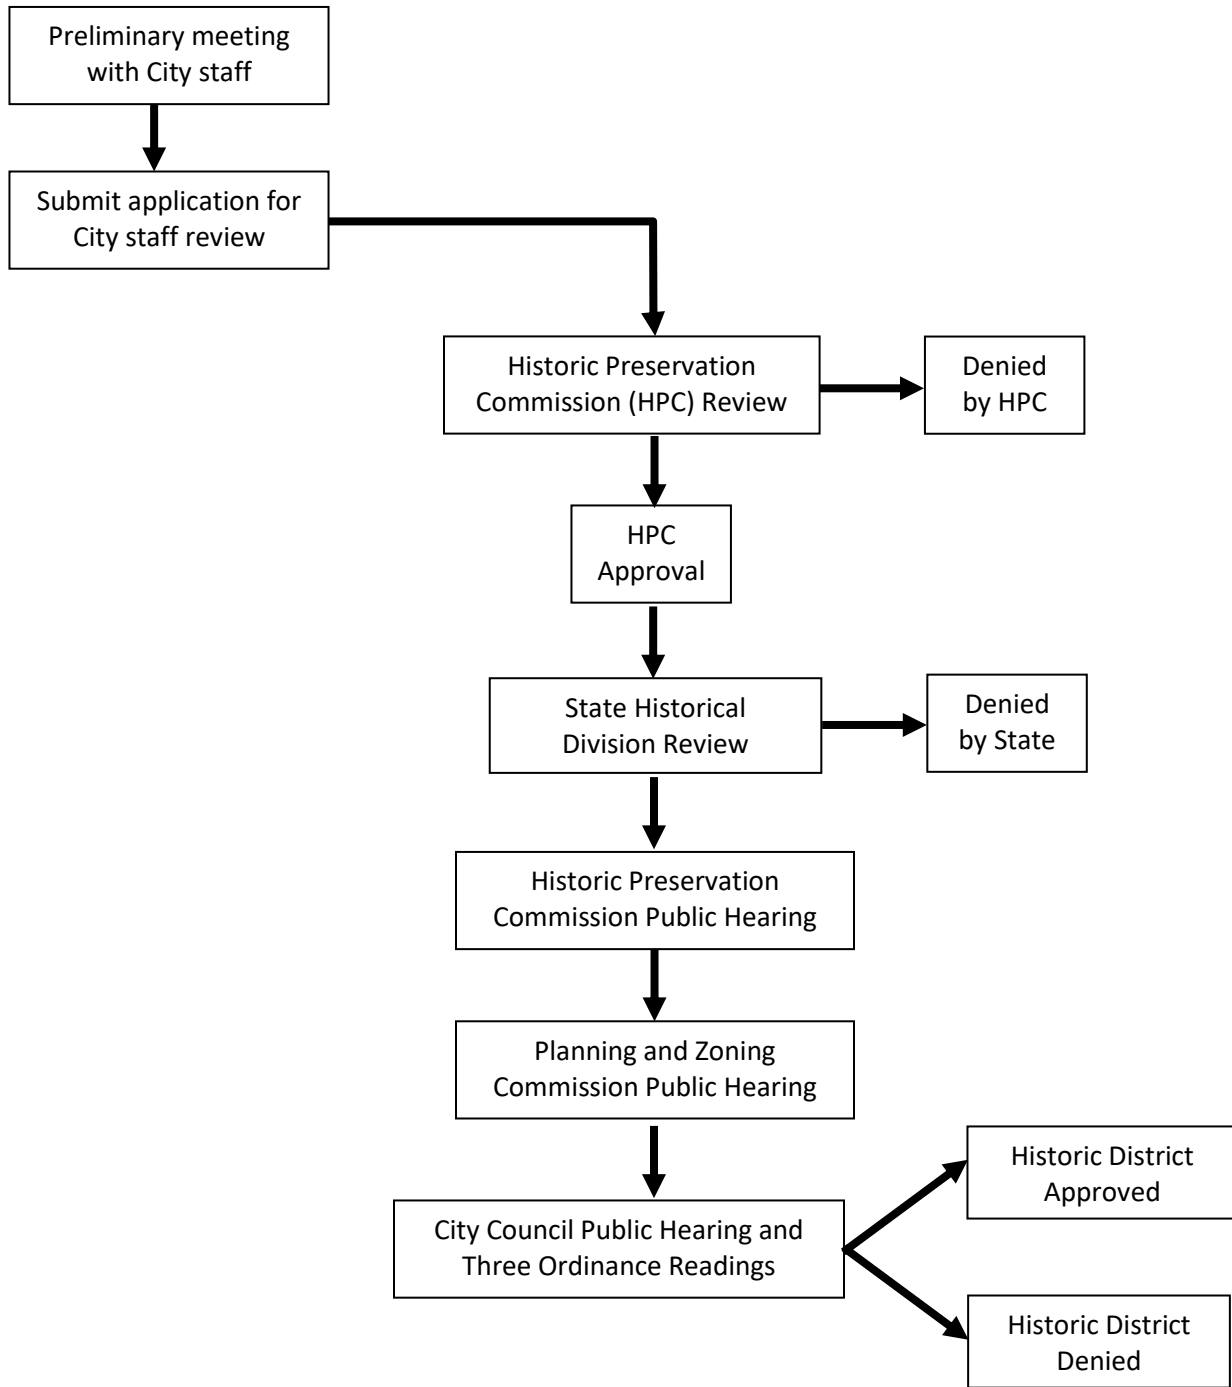 Preliminary meeting
with City staff
Submit application for
City staff review
Historic Preservation
Commission (HPC) Review
Denied
by HPC
HPC
Approval
State Historical
Division Review
Denied
by State
Historic Preservation
Commission Public Hearing
Planning and Zoning
Commission Public Hearing
City Council Public Hearing and
Three Ordinance Readings
Historic District
Approved
Historic District
Denied